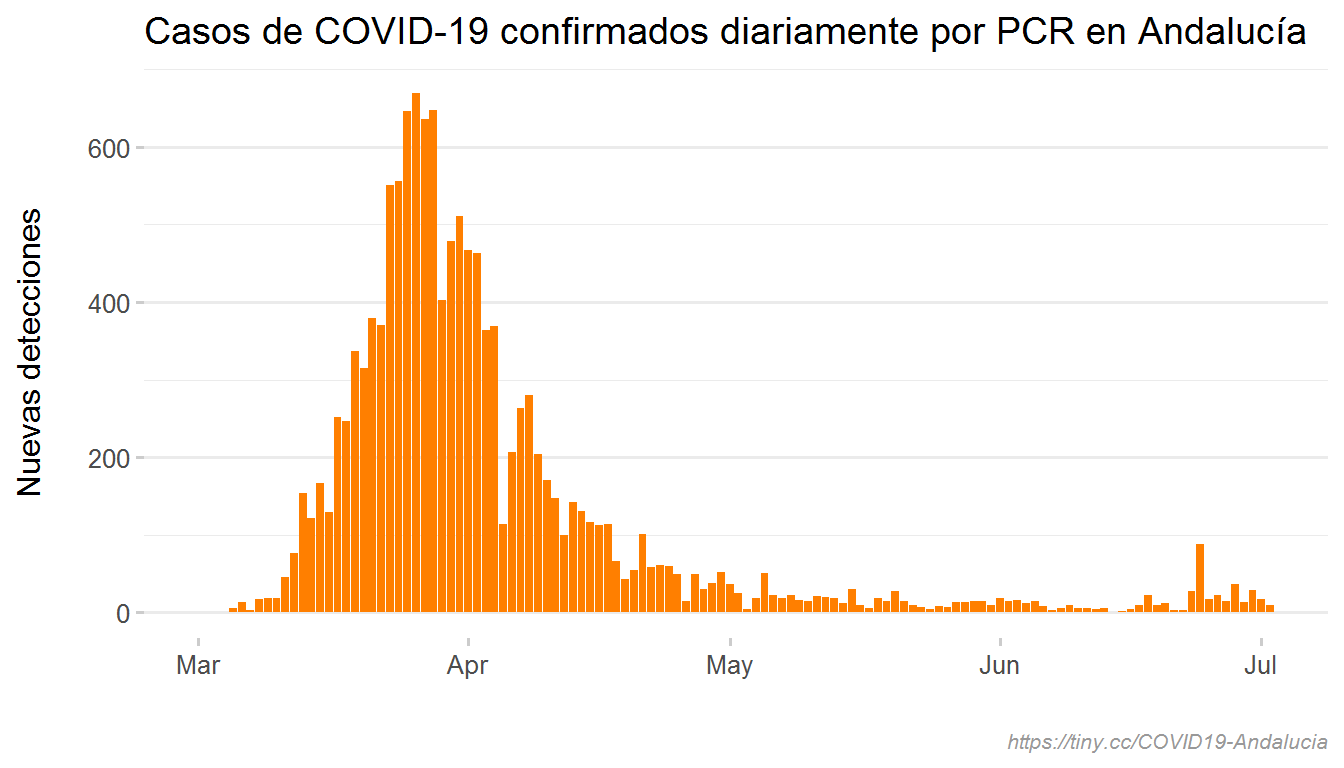 Casos de COVID-19 confirmados diariamente por PCR en Andalucía
Nuevas detecciones
600
400
200
0
Mar Apr May Jun Jul
https://tiny.cc/COVID19-Andalucia